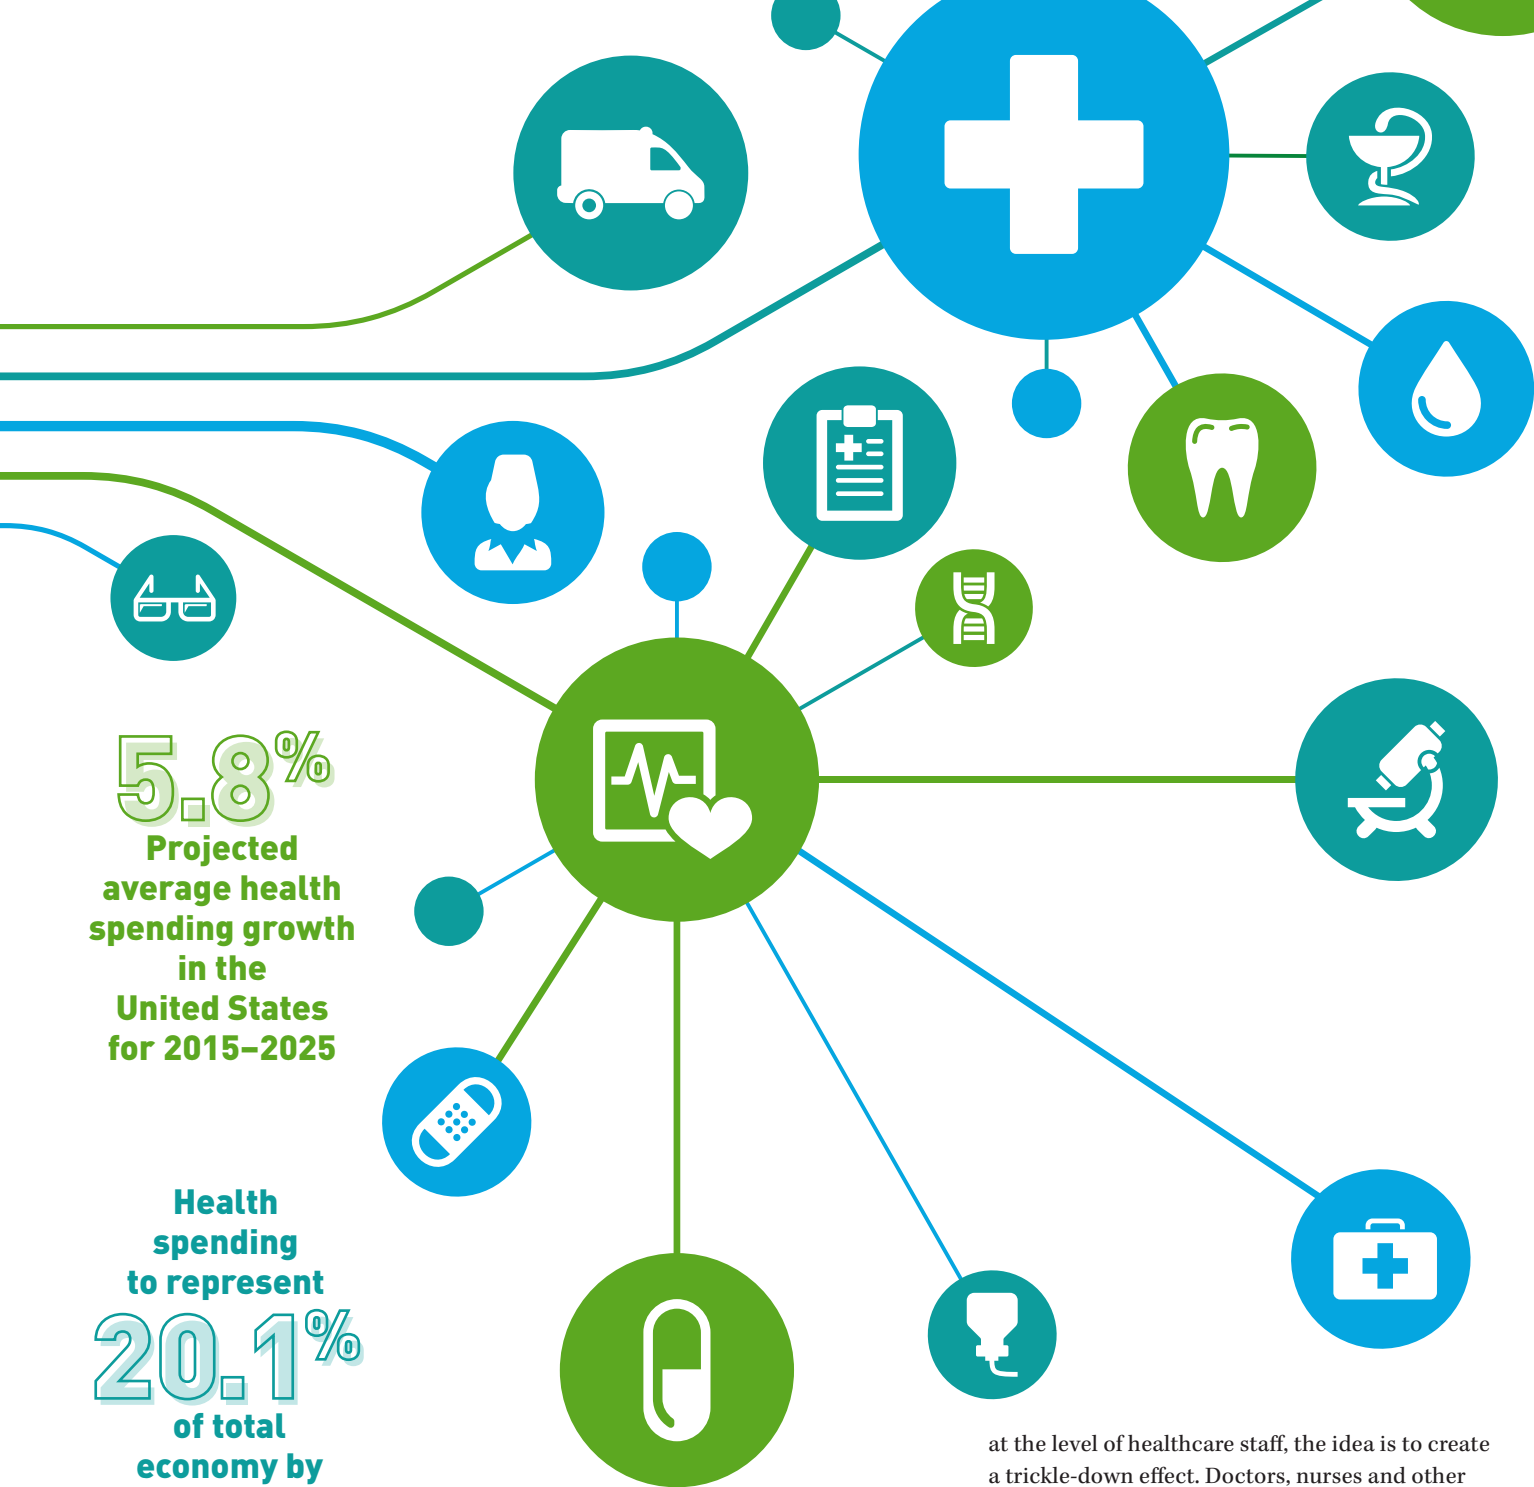 5.8%
Projected
average health
spending growth
in the
United States
for 2015–2025
Health
spending
to represent
20.1%
of total
economy by
at the level of healthcare staff, the idea is to create
a trickle-down effect. Doctors, nurses and other